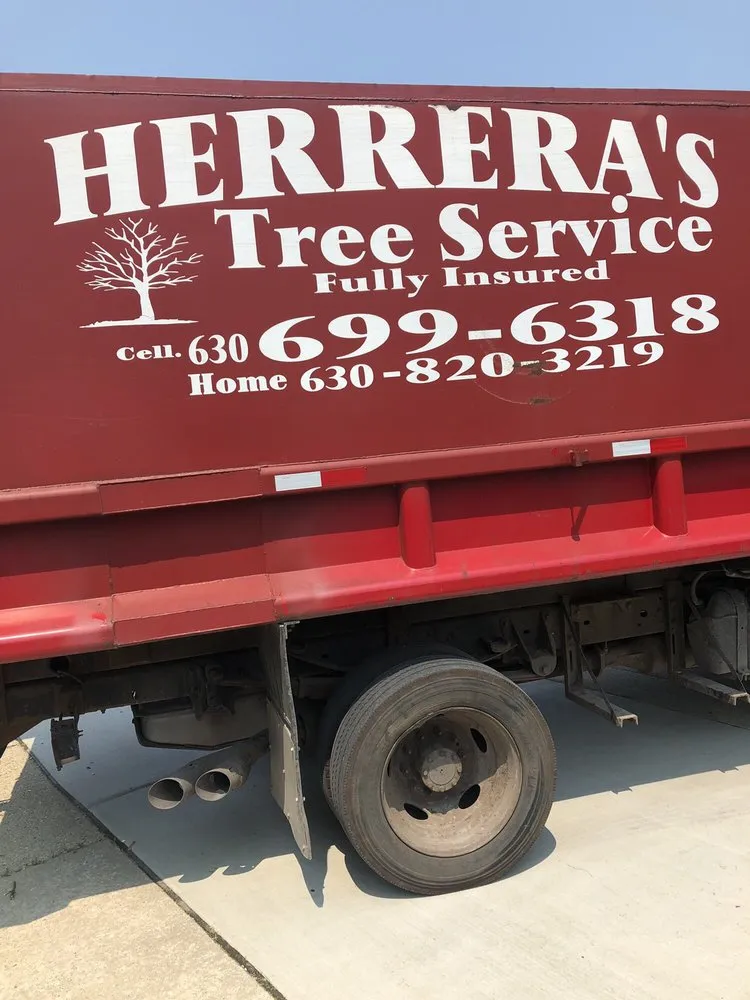 HERRERA'S
Tree Service
Fully Insured
Cell. 630 699-6318
Home 630-820-3219